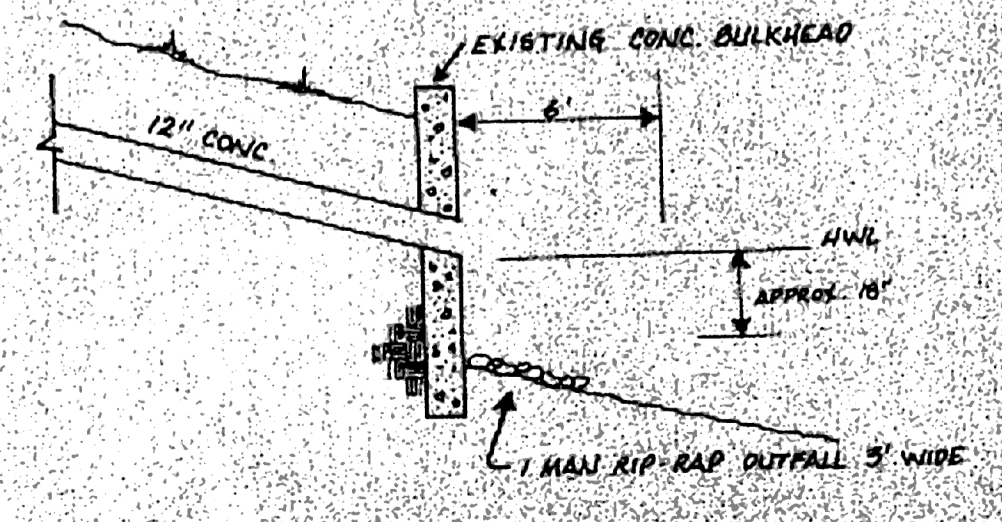 EXISTING CONC. BULKHEAD
6'
12" CONC.
HWL
APPROX. 18"
1 MAN RIP-RAP OUTFALL 3' WIDE